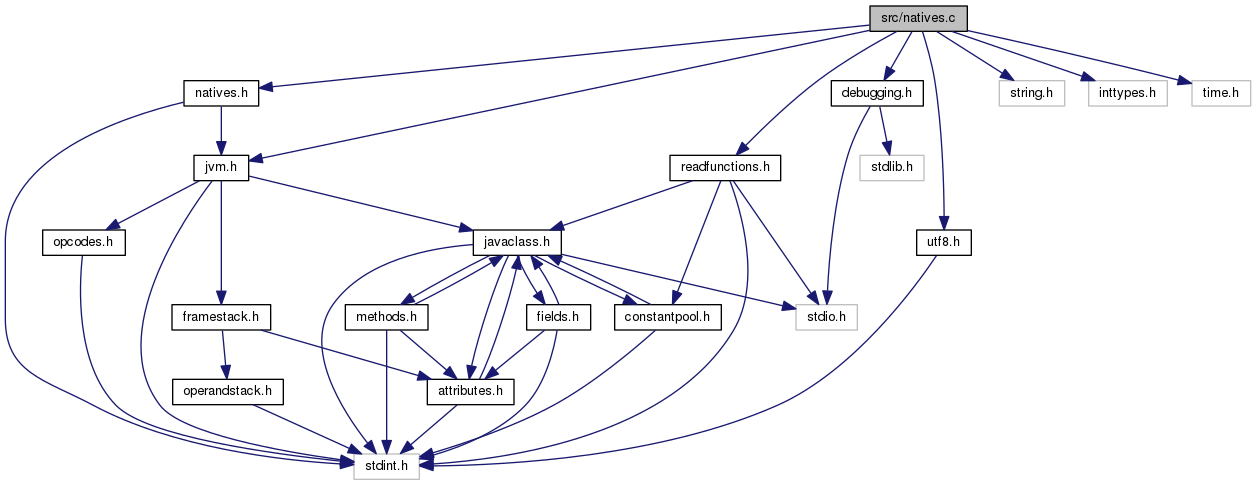 src/natives.c
natives.h
debugging.h
string.h
inttypes.h
time.h
jvm.h
readfunctions.h
stdlib.h
opcodes.h
javaclass.h
utf8.h
framestack.h
methods.h
fields.h
constantpool.h
stdio.h
operandstack.h
attributes.h
stdint.h